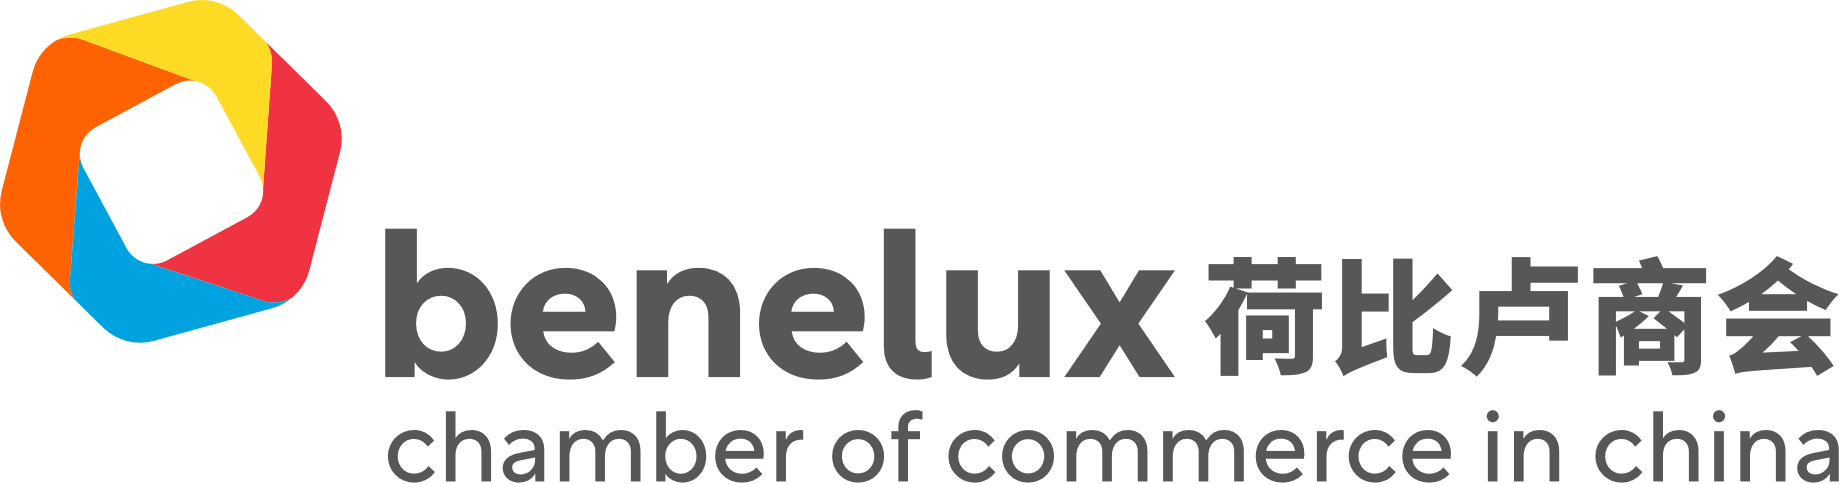 benelux 荷比卢商会
chamber of commerce in china